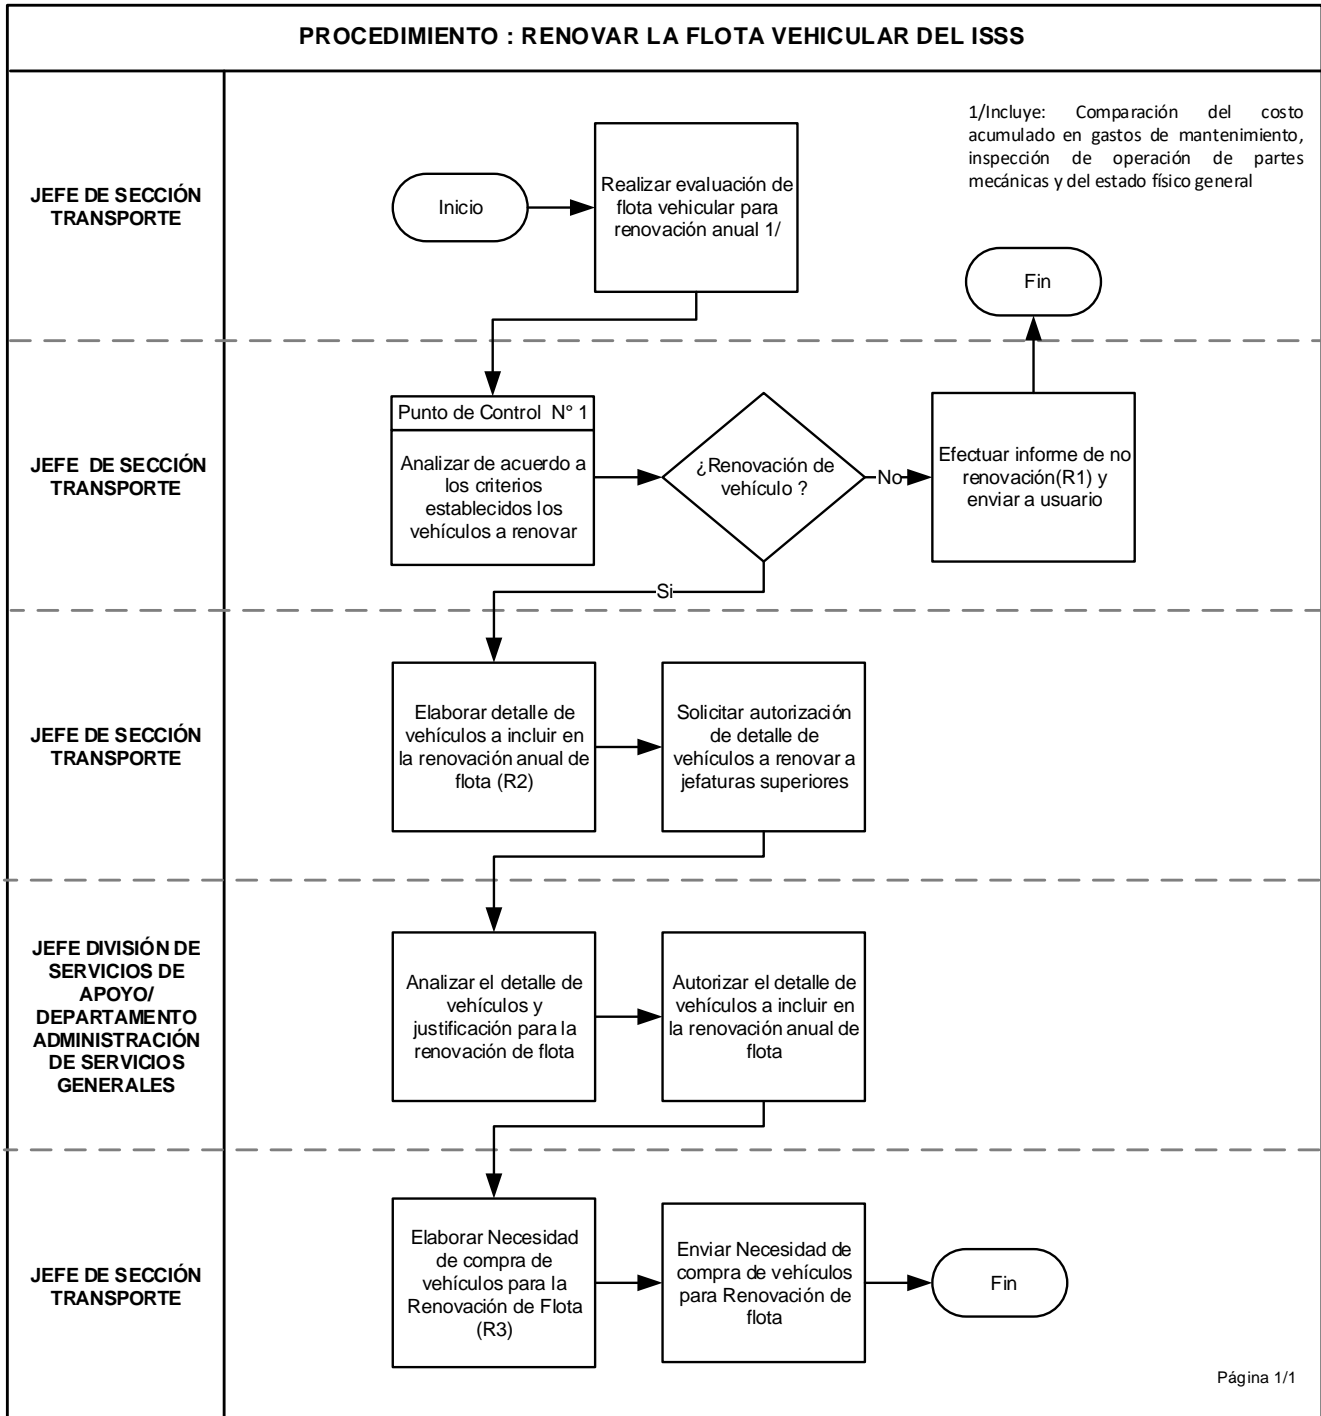 PROCEDIMIENTO : RENOVAR LA FLOTA VEHICULAR DEL ISSS
JEFE DE SECCIÓN
TRANSPORTE
Inicio
Realizar evaluación de
flota vehicular para
renovación anual 1/
1/Incluye: Comparación del costo
acumulado en gastos de mantenimiento,
inspección de operación de partes
mecánicas y del estado físico general
Fin
JEFE DE SECCIÓN
TRANSPORTE
Punto de Control N° 1
Analizar de acuerdo a
los criterios
establecidos los
vehículos a renovar
¿Renovación de
vehículo ?
No
Efectuar informe de no
renovación(R1) y
enviar a usuario
Si
JEFE DE SECCIÓN
TRANSPORTE
Elaborar detalle de
vehículos a incluir en
la renovación anual de
flota (R2)
Solicitar autorización
de detalle de
vehículos a renovar a
jefaturas superiores
JEFE DIVISIÓN DE
SERVICIOS DE
APOYO/
DEPARTAMENTO
ADMINISTRACIÓN
DE SERVICIOS
GENERALES
Analizar el detalle de
vehículos y
justificación para la
renovación de flota
Autorizar el detalle de
vehículos a incluir en
la renovación anual de
flota
JEFE DE SECCIÓN
TRANSPORTE
Elaborar Necesidad
de compra de
vehículos para la
Renovación de Flota
(R3)
Enviar Necesidad de
compra de vehículos
para Renovación de
flota
Fin
Página 1/1